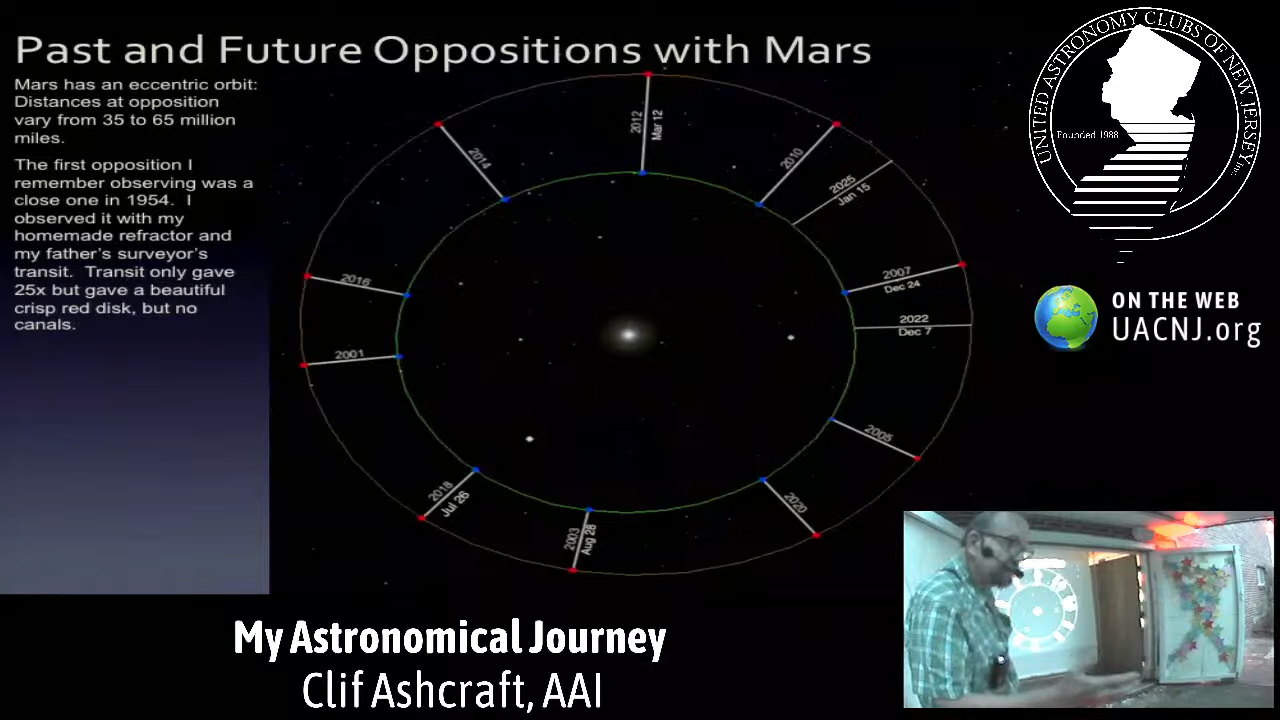 Past and Future Oppositions with Mars
Mars has an eccentric orbit:
Distances at opposition
vary from 35 to 65 million
miles.
The first opposition I
remember observing was a
close one in 1954. I
observed it with my
homemade refractor and
my father's surveyor's
transit. Transit only gave
25x but gave a beautiful
crisp red disk, but no
canals.
2012
Mar 12
2014
2010
2025
Jan 15
2016
2007
Dec 24
2022
Dec 7
2001
2005
2018
Jul 26
2003
Aug 28
2020
UNITED ASTRONOMY CLUBS OF NEW JERSEY, Inc.
Founded 1988
ON THE WEB
UACNJ.org
My Astronomical Journey
Clif Ashcraft, AAI